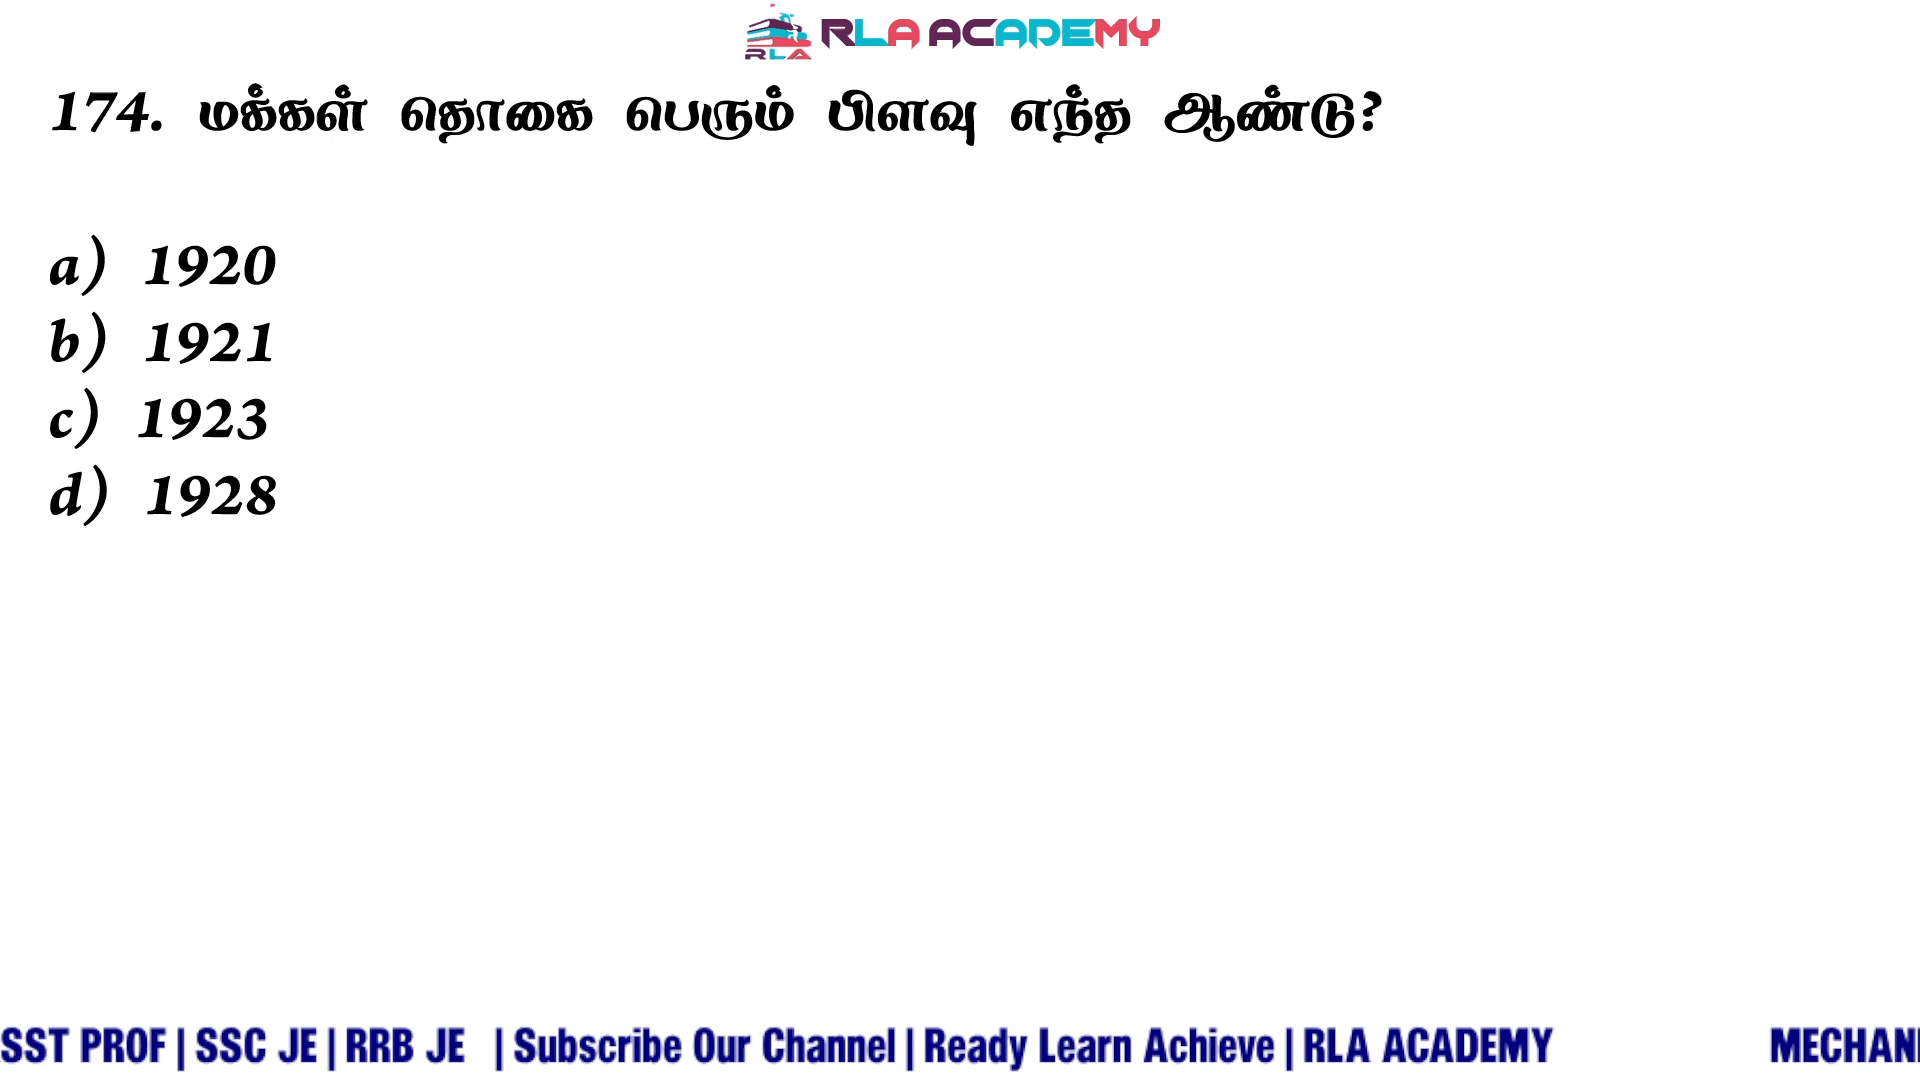 RLA ACADEMY
RLA
174. மக்கள் தொகை பெரும் பிளவு எந்த ஆண்டு?
a) 1920
b) 1921
c) 1923
d) 1928
SST PROF | SSC JE | RRB JE | Subscribe Our Channel | Ready Learn Achieve | RLA ACADEMY MECHAN